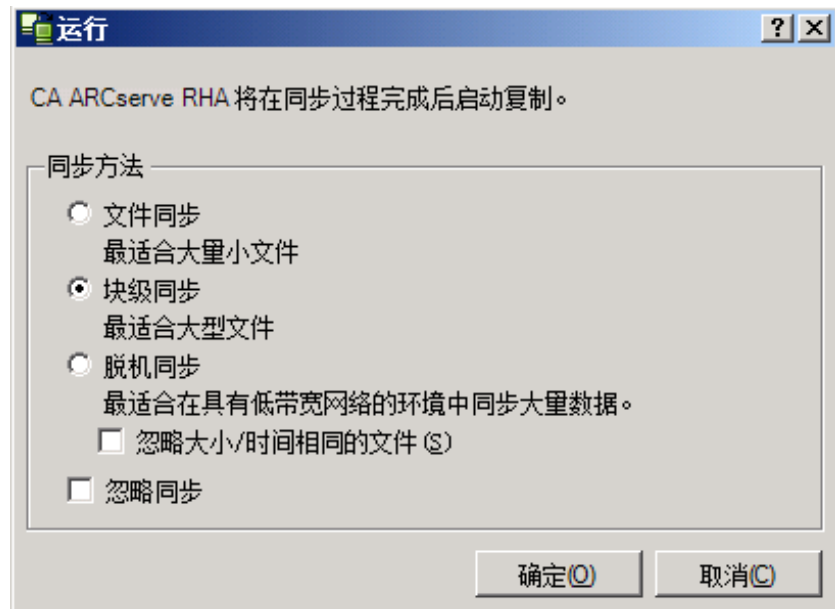 运行
CA ARCserve RHA 将在同步过程完成后启动复制。
同步方法
文件同步
最适合大量小文件
块级同步
最适合大型文件
脱机同步
最适合在具有低带宽网络的环境中同步大量数据。
忽略大小/时间相同的文件(S)
忽略同步
确定(O) 取消(C)